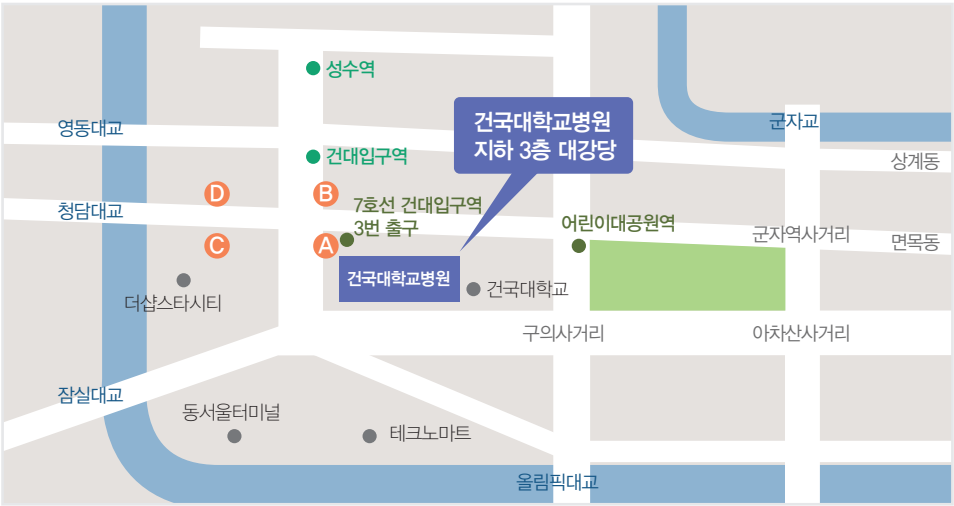 성수역
영동대교
건국대학교병원
지하 3층 대강당
군자교
건대입구역
상계동
D
B
청담대교
7호선 건대입구역
3번 출구
어린이대공원역
군자역사거리
면목동
C
A
건국대학교병원
건국대학교
더샵스타시티
구의사거리
아차산사거리
잠실대교
동서울터미널
테크노마트
올림픽대교